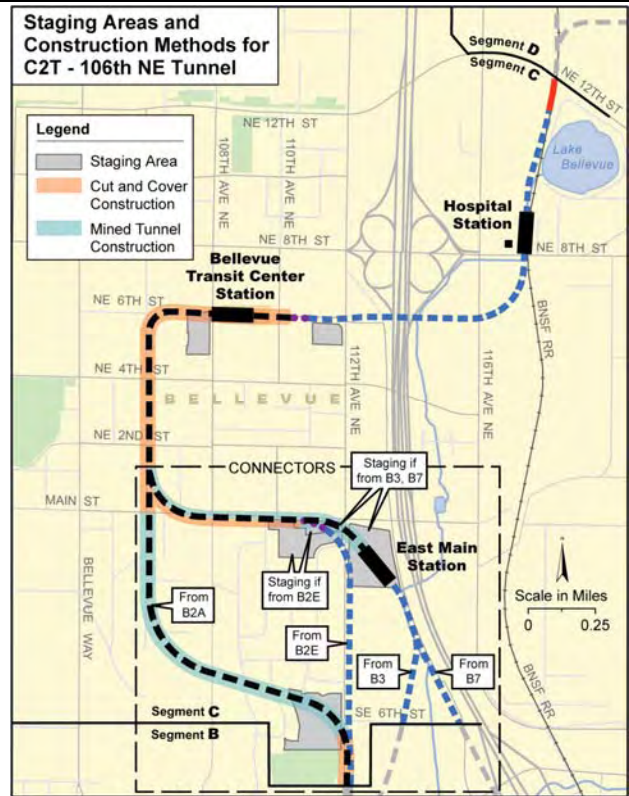 Staging Areas and
Construction Methods for
C2T - 106th NE Tunnel
Segment D
Segment C
NE 12TH ST
NE 12TH ST
Legend
Staging Area
Cut and Cover
Construction
Mined Tunnel
Construction
108TH AVE NE
110TH AVE NE
Lake
Bellevue
Hospital
Station
NE 8TH ST
NE 8TH ST
Bellevue
Transit Center
Station
NE 6TH ST
BNSF RR
112TH AVE NE
116TH AVE NE
NE 4TH ST
BELLEVUE
NE 2ND ST
CONNECTORS
Staging if
from B3, B7
MAIN ST
East Main
Station
Staging if
from B2E
Scale in Miles
0 0.25
BELLEVUE
WAY
From
B2A
From
B2E
From
B3
From
B7
BNSF RR
Segment C
Segment B
SE 6TH ST